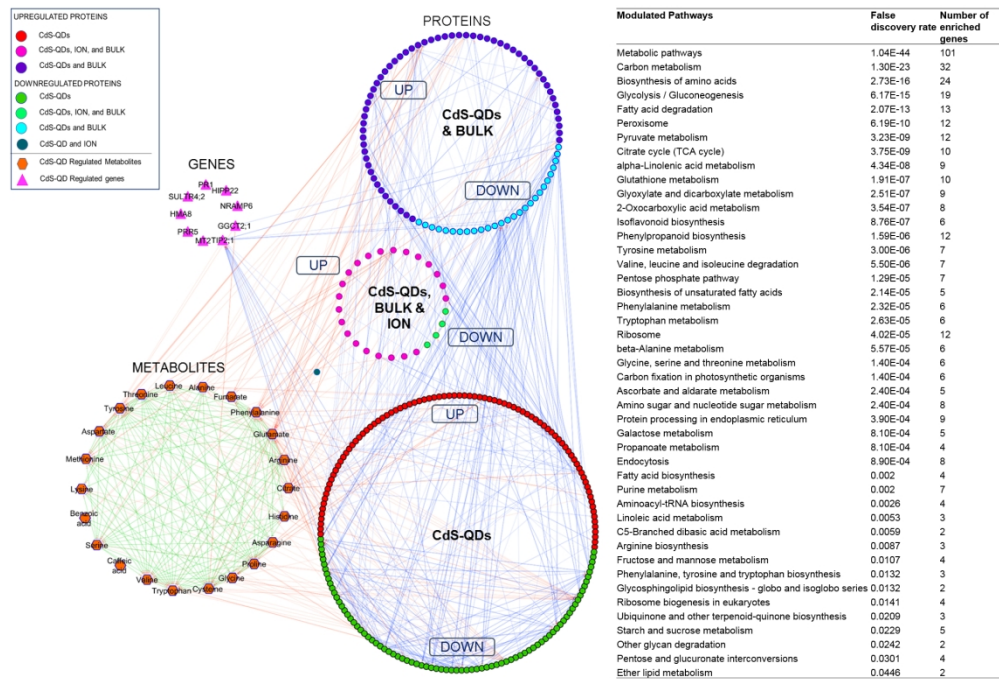 UPREGULATED PROTEINS
CdS-QDs
CdS-QDs, ION, and BULK
CdS-QDs and BULK
DOWNREGULATED PROTEINS
CdS-QDs
CdS-QDs, ION, and BULK
CdS-QDs and BULK
CdS-QD and ION
CdS-QD Regulated Metabolites
CdS-QD Regulated genes
PROTEINS
UP
CdS-QDs
& BULK
DOWN
GENES
PR1
HIPP22
SULTR4;2
NRAMP6
HMA8
GGCT2;1
PRR5
MT2
TIP2;1
UP
CdS-QDs,
BULK &
ION
DOWN
METABOLITES
Leucine
Alanine
Threonine
Fumarate
Tyrosine
Phenylalanine
Aspartate
Glutamate
Methionine
Arginine
Lysine
Citrate
Benzoic
acid
Histidine
Serine
Asparagine
Caffeic
acid
Proline
Valine
Glycine
Tryptophan
Cysteine
UP
CdS-QDs
DOWN
Modulated Pathways False discovery rate Number of enriched genes
Metabolic pathways 1.04E-44 101
Carbon metabolism 1.30E-23 32
Biosynthesis of amino acids 2.73E-16 24
Glycolysis / Gluconeogenesis 6.17E-15 19
Fatty acid degradation 2.07E-13 13
Peroxisome 6.19E-10 12
Pyruvate metabolism 3.23E-09 12
Citrate cycle (TCA cycle) 3.75E-09 10
alpha-Linolenic acid metabolism 4.34E-08 9
Glutathione metabolism 1.91E-07 10
Glyoxylate and dicarboxylate metabolism 2.51E-07 9
2-Oxocarboxylic acid metabolism 3.54E-07 8
Isoflavonoid biosynthesis 8.76E-07 6
Phenylpropanoid biosynthesis 1.59E-06 12
Tyrosine metabolism 3.00E-06 7
Valine, leucine and isoleucine degradation 5.50E-06 7
Pentose phosphate pathway 1.29E-05 7
Biosynthesis of unsaturated fatty acids 2.14E-05 5
Phenylalanine metabolism 2.32E-05 6
Tryptophan metabolism 2.63E-05 6
Ribosome 4.02E-05 12
beta-Alanine metabolism 5.57E-05 6
Glycine, serine and threonine metabolism 1.40E-04 6
Carbon fixation in photosynthetic organisms 1.40E-04 6
Ascorbate and aldarate metabolism 2.40E-04 5
Amino sugar and nucleotide sugar metabolism 2.40E-04 8
Protein processing in endoplasmic reticulum 3.90E-04 9
Galactose metabolism 8.10E-04 5
Propanoate metabolism 8.10E-04 4
Endocytosis 8.90E-04 8
Fatty acid biosynthesis 0.002 4
Purine metabolism 0.002 7
Aminoacyl-tRNA biosynthesis 0.0026 4
Linoleic acid metabolism 0.0053 3
C5-Branched dibasic acid metabolism 0.0059 2
Arginine biosynthesis 0.0087 3
Fructose and mannose metabolism 0.0107 4
Phenylalanine, tyrosine and tryptophan biosynthesis 0.0132 3
Glycosphingolipid biosynthesis - globo and isoglobo series 0.0132 2
Ribosome biogenesis in eukaryotes 0.0141 4
Ubiquinone and other terpenoid-quinone biosynthesis 0.0209 3
Starch and sucrose metabolism 0.0229 5
Other glycan degradation 0.0242 2
Pentose and glucuronate interconversions 0.0301 4
Ether lipid metabolism 0.0446 2